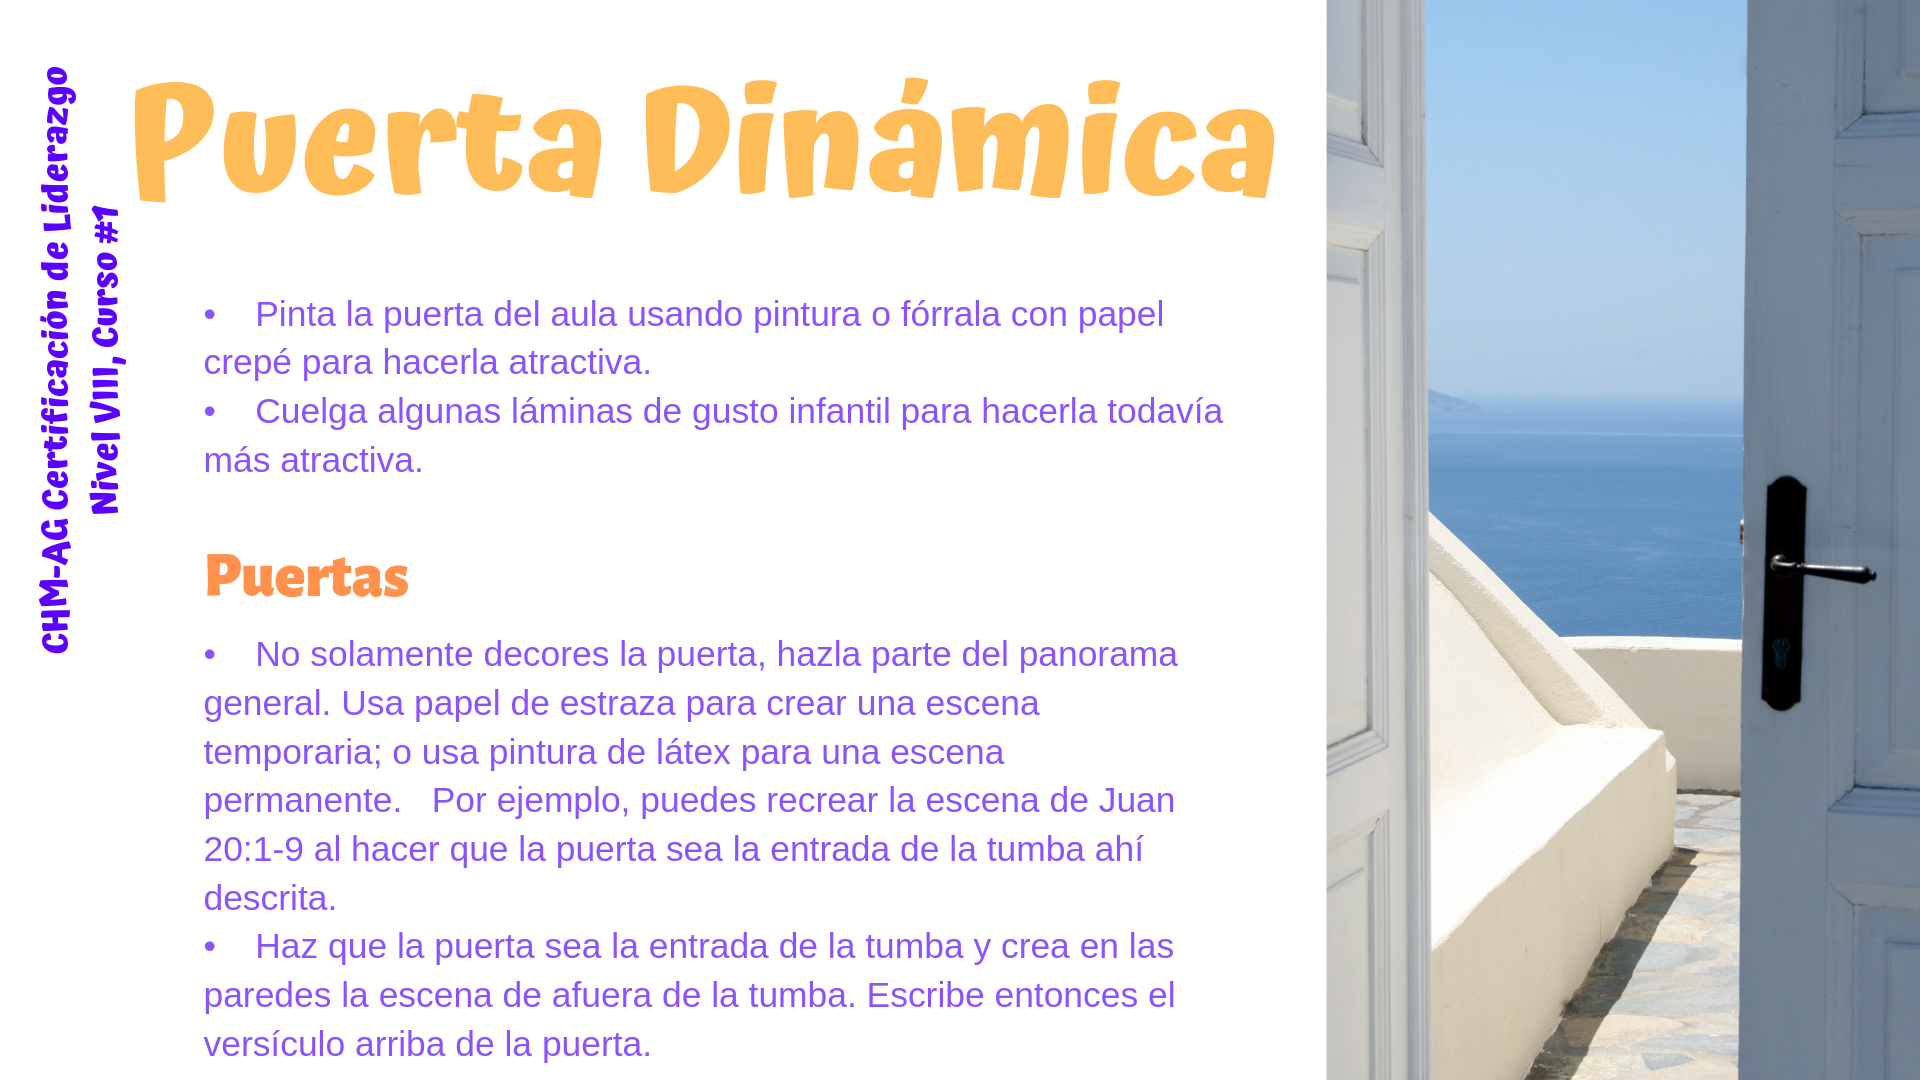 CHM-AG Certificación de Liderazgo
Nivel VIII, Curso #1
Puerta Dinámica
• Pinta la puerta del aula usando pintura o fórrala con papel
crepé para hacerla atractiva.
• Cuelga algunas láminas de gusto infantil para hacerla todavía
más atractiva.
Puertas
• No solamente decores la puerta, hazla parte del panorama
general. Usa papel de estraza para crear una escena
temporaria; o usa pintura de látex para una escena
permanente. Por ejemplo, puedes recrear la escena de Juan
20:1-9 al hacer que la puerta sea la entrada de la tumba ahí
descrita.
• Haz que la puerta sea la entrada de la tumba y crea en las
paredes la escena de afuera de la tumba. Escribe entonces el
versículo arriba de la puerta.